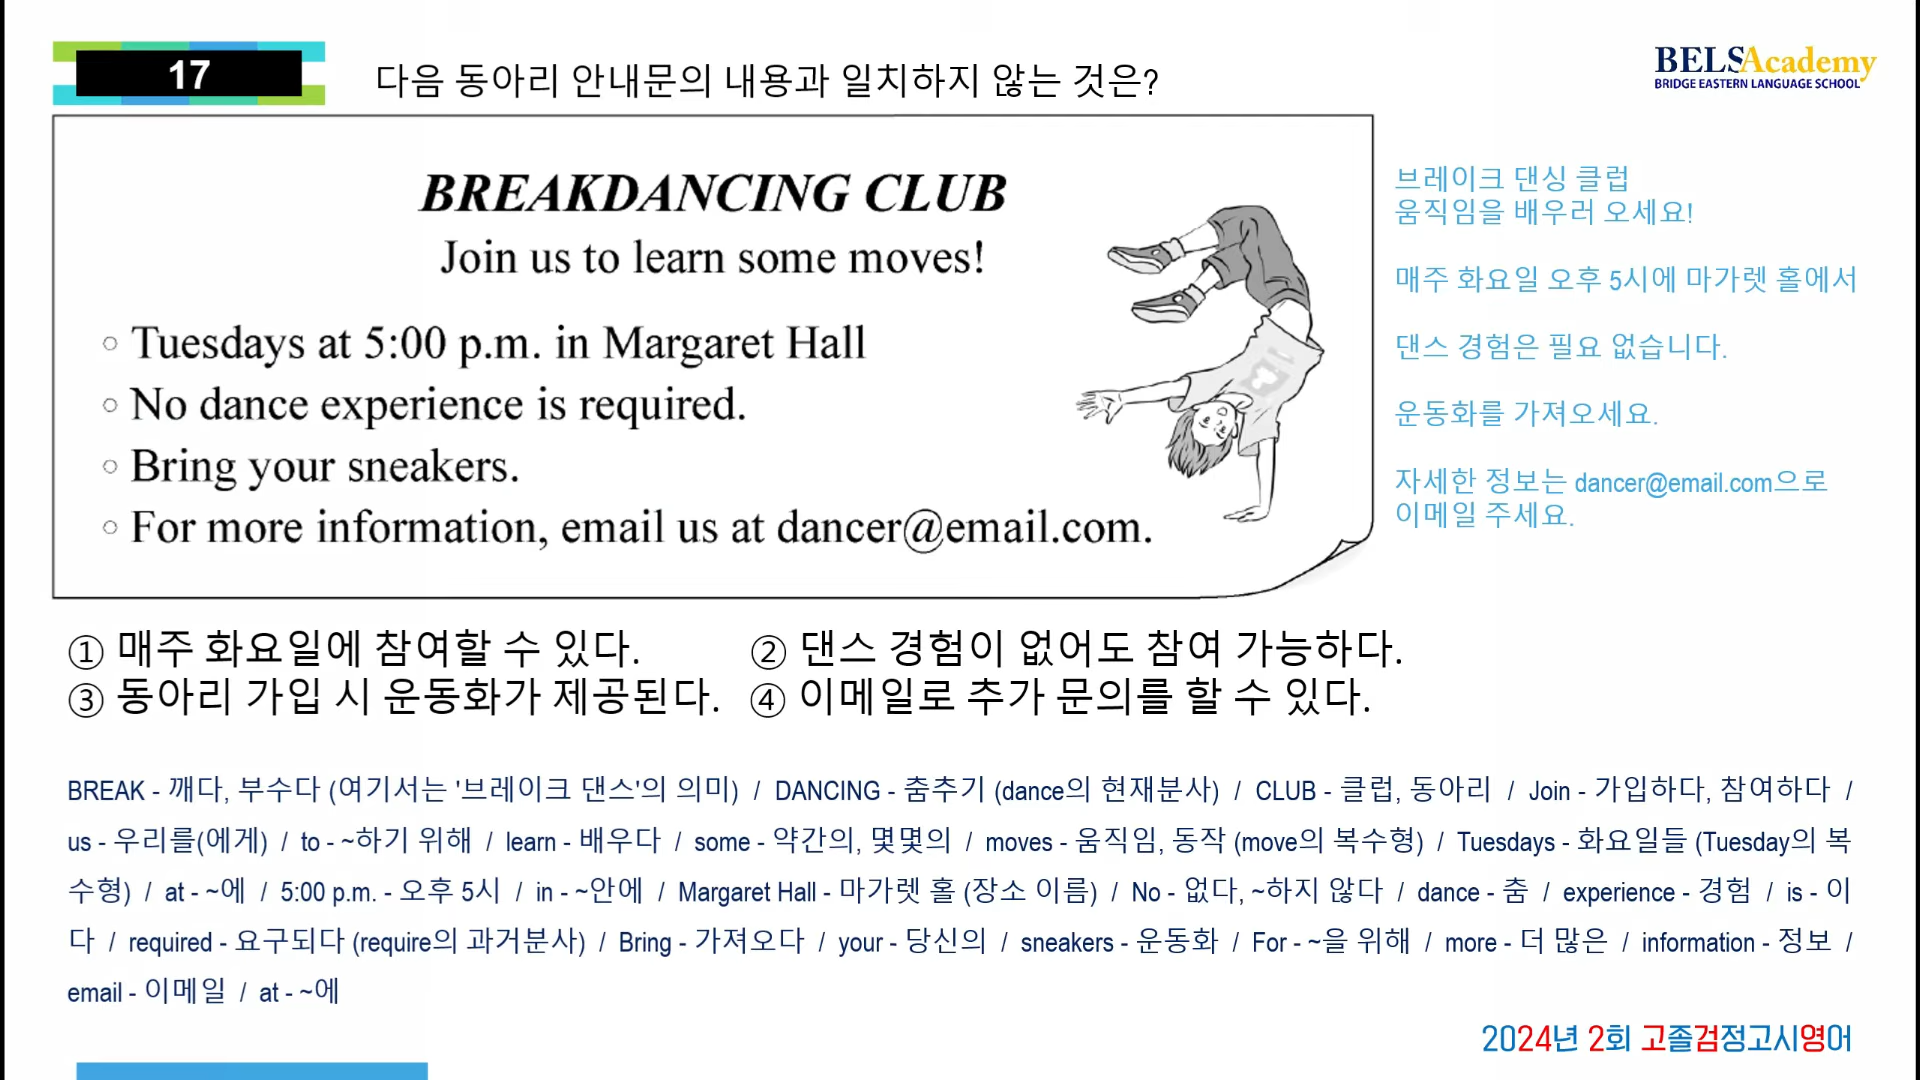 17
다음 동아리 안내문의 내용과 일치하지 않는 것은?
BELSAcademy
BRIDGE EASTERN LANGUAGE SCHOOL
BREAKDANCING CLUB
Join us to learn some moves!
○ Tuesdays at 5:00 p.m. in Margaret Hall
○ No dance experience is required.
○ Bring your sneakers.
○ For more information, email us at dancer@email.com.
브레이크 댄싱 클럽
움직임을 배우러 오세요!
매주 화요일 오후 5시에 마가렛 홀에서
댄스 경험은 필요 없습니다.
운동화를 가져오세요.
자세한 정보는 dancer@email.com으로
이메일 주세요.
① 매주 화요일에 참여할 수 있다. ② 댄스 경험이 없어도 참여 가능하다.
③ 동아리 가입 시 운동화가 제공된다. ④ 이메일로 추가 문의를 할 수 있다.
BREAK - 깨다, 부수다 (여기서는 '브레이크 댄스'의 의미) / DANCING - 춤추기 (dance의 현재분사) / CLUB - 클럽, 동아리 / Join - 가입하다, 참여하다 /
us - 우리를(에게) / to - ~하기 위해 / learn - 배우다 / some - 약간의, 몇몇의 / moves - 움직임, 동작 (move의 복수형) / Tuesdays - 화요일들 (Tuesday의 복
수형) / at - ~에 / 5:00 p.m. - 오후 5시 / in - ~안에 / Margaret Hall - 마가렛 홀 (장소 이름) / No - 없다, ~하지 않다 / dance - 춤 / experience - 경험 / is - 이
다 / required - 요구되다 (require의 과거분사) / Bring - 가져오다 / your - 당신의 / sneakers - 운동화 / For - ~을 위해 / more - 더 많은 / information - 정보 /
email - 이메일 / at - ~에
2024년 2회 고졸검정고시영어